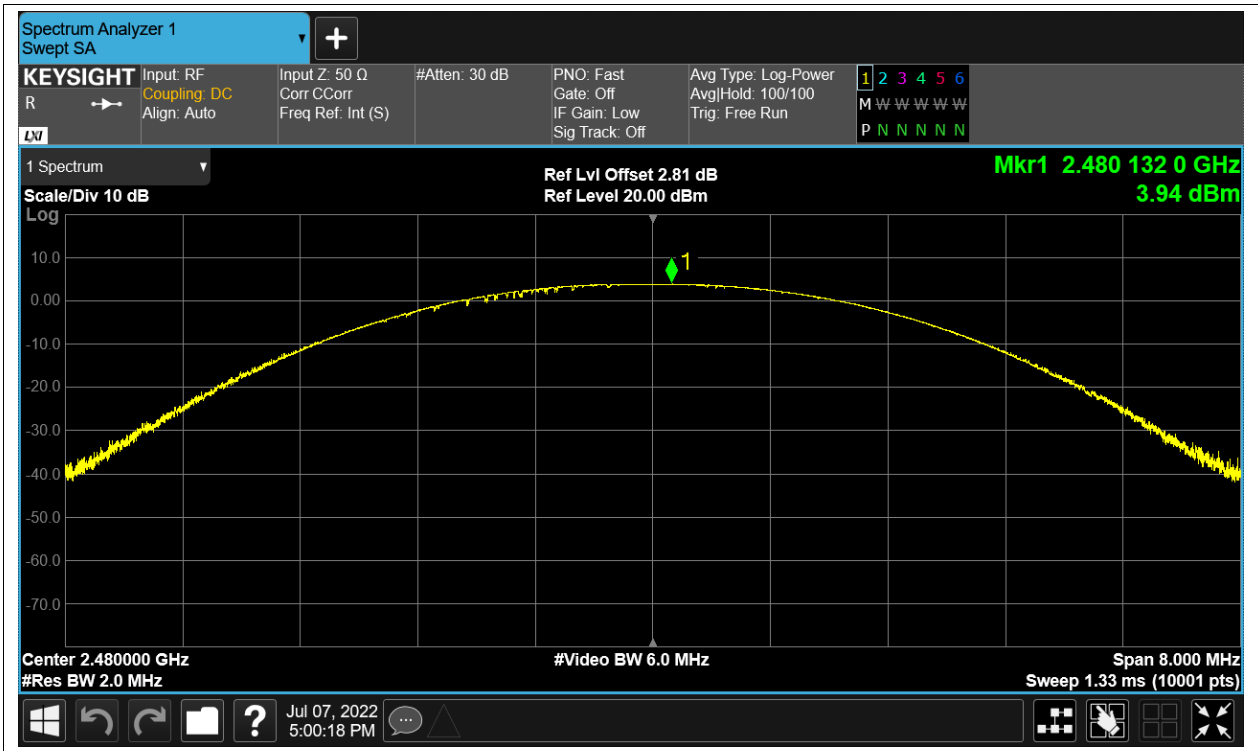 Spectrum Analyzer 1
Swept SA
KEYSIGHT
R
LXI
Input: RF
Coupling: DC
Align: Auto
Input Z: 50 Ω
Corr CCorr
Freq Ref: Int (S)
#Atten: 30 dB
PNO: Fast
Gate: Off
IF Gain: Low
Sig Track: Off
Avg Type: Log-Power
Avg|Hold: 100/100
Trig: Free Run
1 2 3 4 5 6
M W W W W W
P N N N N N
1 Spectrum
Scale/Div 10 dB
Log
Ref Lvl Offset 2.81 dB
Ref Level 20.00 dBm
Mkr1 2.480 132 0 GHz
3.94 dBm
1
10.0
0.00
-10.0
-20.0
-30.0
-40.0
-50.0
-60.0
-70.0
Center 2.480000 GHz
#Video BW 6.0 MHz
Span 8.000 MHz
#Res BW 2.0 MHz
Sweep 1.33 ms (10001 pts)
?
Jul 07, 2022
5:00:18 PM